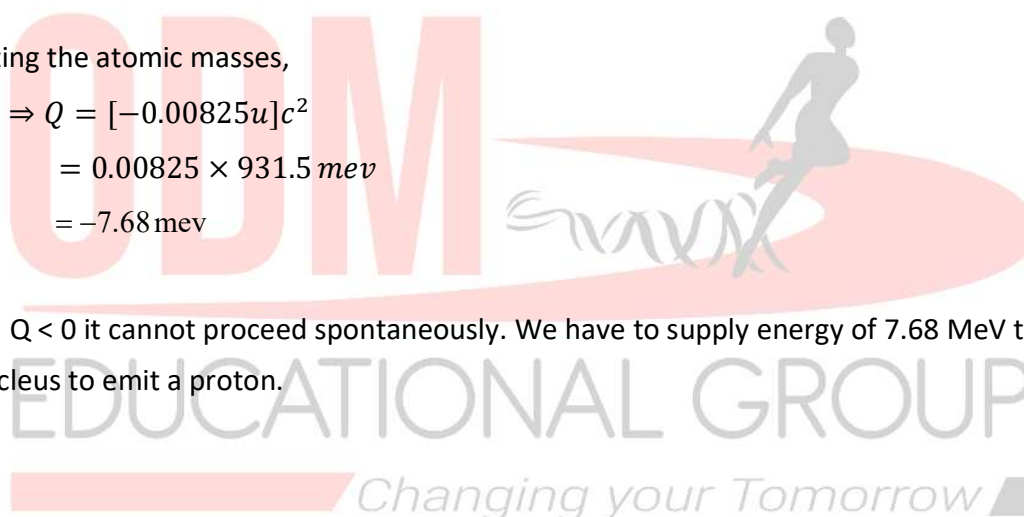 ting the atomic masses,
⇒ Q = [−0.00825u]c²
= 0.00825 × 931.5 mev
= −7.68 mev
Q < 0 it cannot proceed spontaneously. We have to supply energy of 7.68 MeV t
cleus to emit a proton.
ODM
EDUCATIONAL GROUP
Changing your Tomorrow